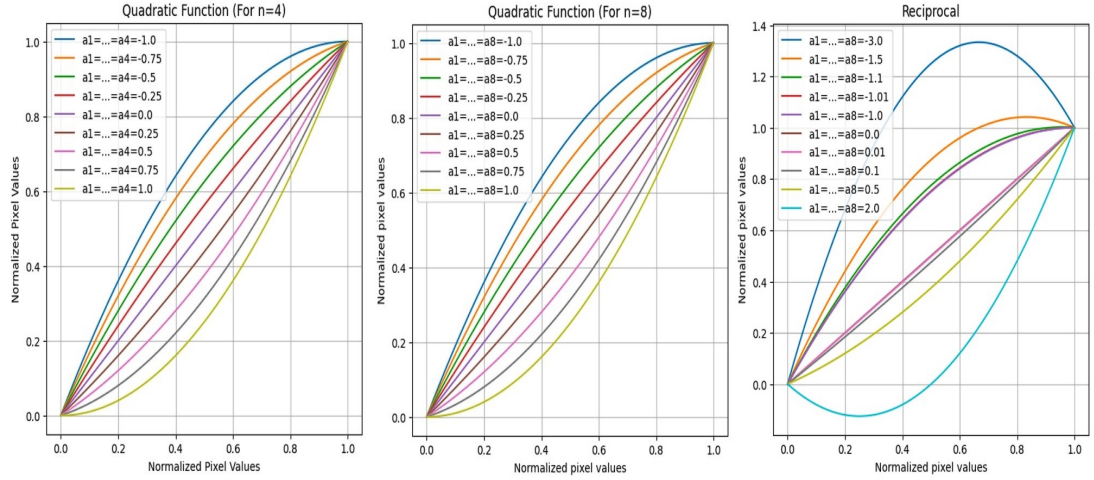 Quadratic Function (For n=4)
1.0
0.8
0.6
0.4
0.2
0.0
Normalized Pixel Values
a1=...=a4=-1.0
a1=...=a4=-0.75
a1=...=a4=-0.5
a1=...=a4=-0.25
a1=...=a4=0.0
a1=...=a4=0.25
a1=...=a4=0.5
a1=...=a4=0.75
a1=...=a4=1.0
0.0 0.2 0.4 0.6 0.8 1.0
Normalized Pixel Values
Quadratic Function (For n=8)
1.0
0.8
0.6
0.4
0.2
0.0
Normalized pixel values
a1=...=a8=-1.0
a1=...=a8=-0.75
a1=...=a8=-0.5
a1=...=a8=-0.25
a1=...=a8=0.0
a1=...=a8=0.25
a1=...=a8=0.5
a1=...=a8=0.75
a1=...=a8=1.0
0.0 0.2 0.4 0.6 0.8 1.0
Normalized pixel values
Reciprocal
1.4
1.2
1.0
0.8
0.6
0.4
0.2
0.0
Normalized pixel values
a1=...=a8=-3.0
a1=...=a8=-1.5
a1=...=a8=-1.1
a1=...=a8=-1.01
a1=...=a8=-1.0
a1=...=a8=0.0
a1=...=a8=0.01
a1=...=a8=0.1
a1=...=a8=0.5
a1=...=a8=2.0
0.0 0.2 0.4 0.6 0.8 1.0
Normalized pixel values